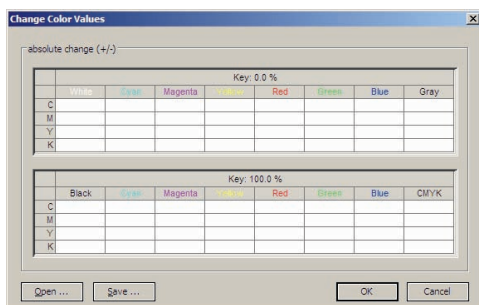 Change Color Values
absolute change (+/-)
Key: 0.0 %
White Cyan Magenta Yellow Red Green Blue Gray
C
M
Y
K
Key: 100.0 %
Black Cyan Magenta Yellow Red Green Blue CMYK
C
M
Y
K
Open ... Save ... OK Cancel